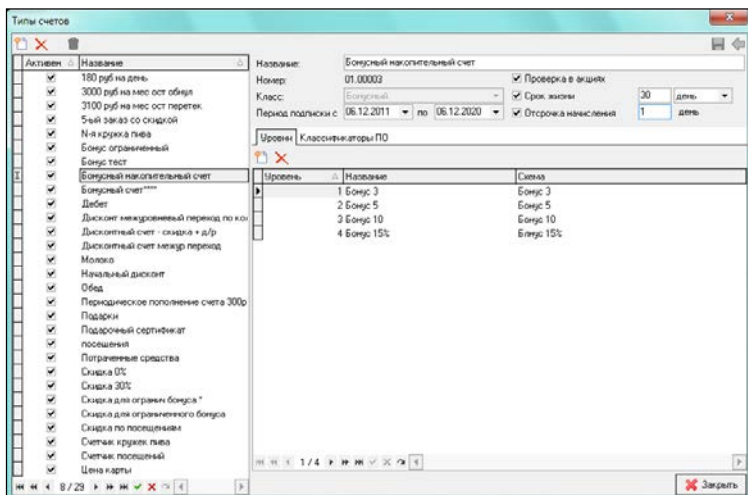 Типы счетов
Активен Название
180 руб на день
3000 руб на мес ост обнул
3100 руб на мес ост перетек
5-ый заказ со скидкой
N-я кружка пива
Бонус ограниченный
Бонус тест
Бонусный накопительный счет
Бонусный счет****
Дебет
Дисконт межуровневый переход по ко
Дисконтный счет - скидка + д/р
Дисконтный счет межур переход
Молоко
Начальный дисконт
Обед
Периодическое пополнение счета 300р
Подарки
Подарочный сертификат
посещения
Потраченные средства
Скидка 0%
Скидка 30%
Скидка для огранич бонуса *
Скидка для ограниченного бонуса
Скидка по посещениям
Счетчик кружек пива
Счетчик посещений
Цена карты
8 / 29
Название: Бонусный накопительный счет
Номер: 01.00003 Проверка в акциях
Класс: Бонусный Срок жизни 30 день
Период подписки с 06.12.2011 по 06.12.2020 Отсрочка начисления 1 день
Уровни Классификаторы ПО
Уровень Название Схема
1 Бонус 3 Бонус 3
2 Бонус 5 Бонус 5
3 Бонус 10 Бонус 10
4 Бонус 15% Бонус 15%
1 / 4
Закрыть